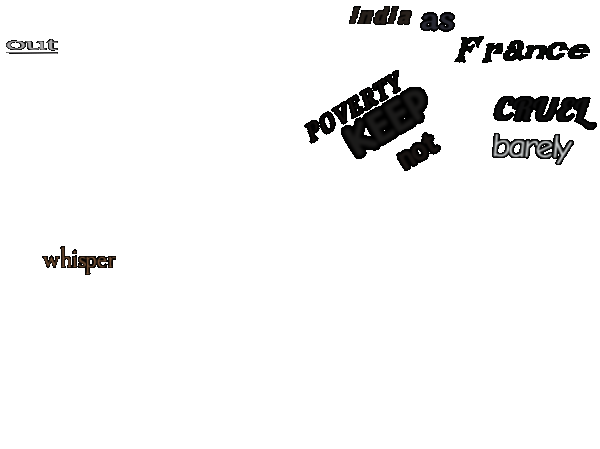 India as
France
out
POVERTY
KEEP
not
CRUEL
barely
whisper